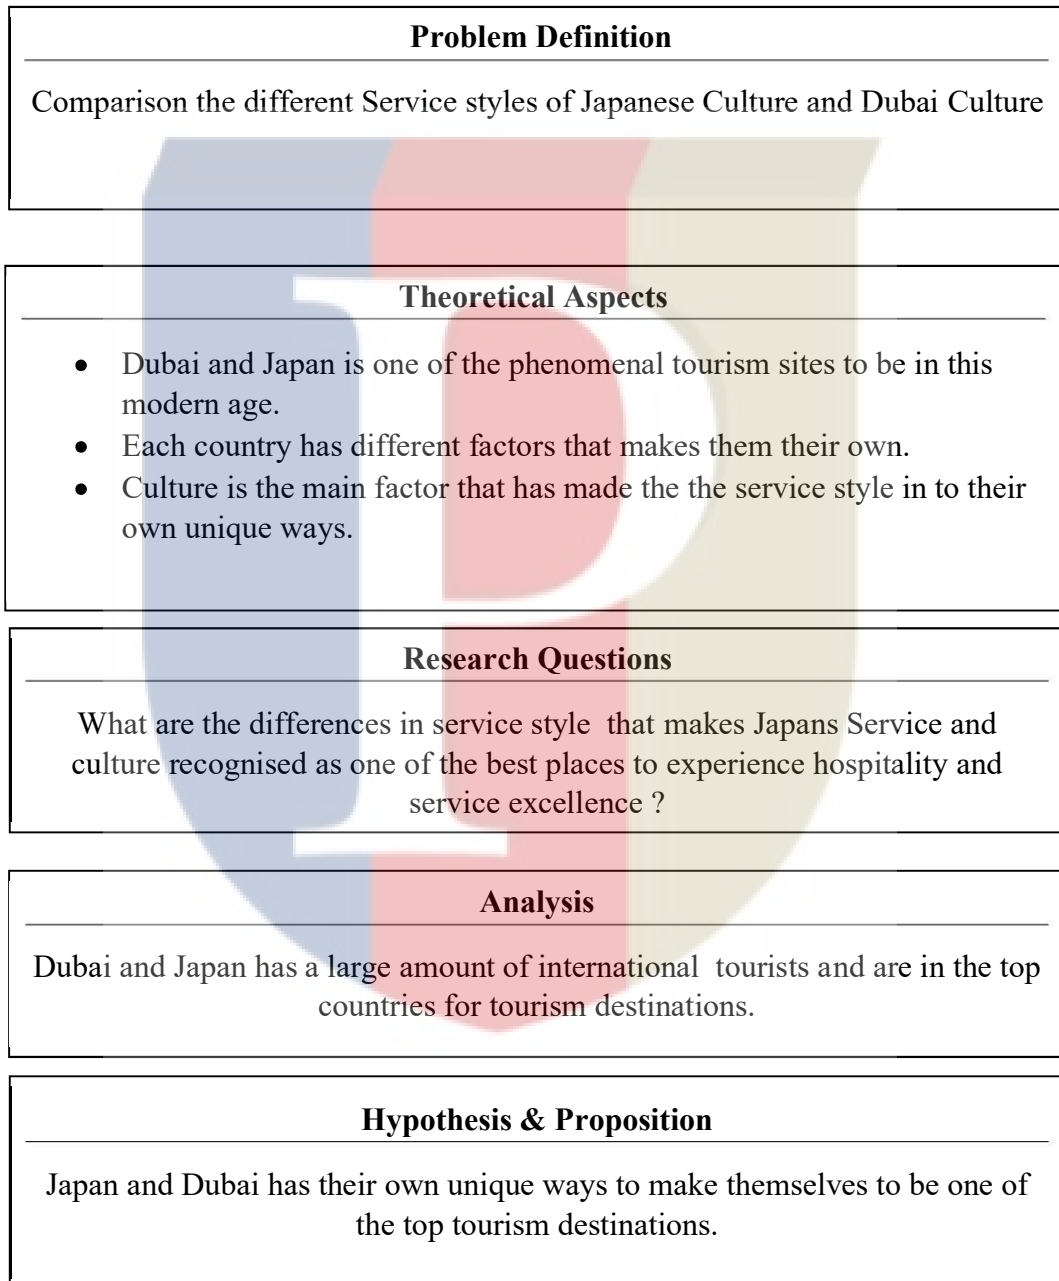 Problem Definition
Comparison the different Service styles of Japanese Culture and Dubai Culture
Theoretical Aspects
• Dubai and Japan is one of the phenomenal tourism sites to be in this
modern age.
• Each country has different factors that makes them their own.
• Culture is the main factor that has made the the service style in to their
own unique ways.
Research Questions
What are the differences in service style that makes Japans Service and
culture recognised as one of the best places to experience hospitality and
service excellence ?
Analysis
Dubai and Japan has a large amount of international tourists and are in the top
countries for tourism destinations.
Hypothesis & Proposition
Japan and Dubai has their own unique ways to make themselves to be one of
the top tourism destinations.
P